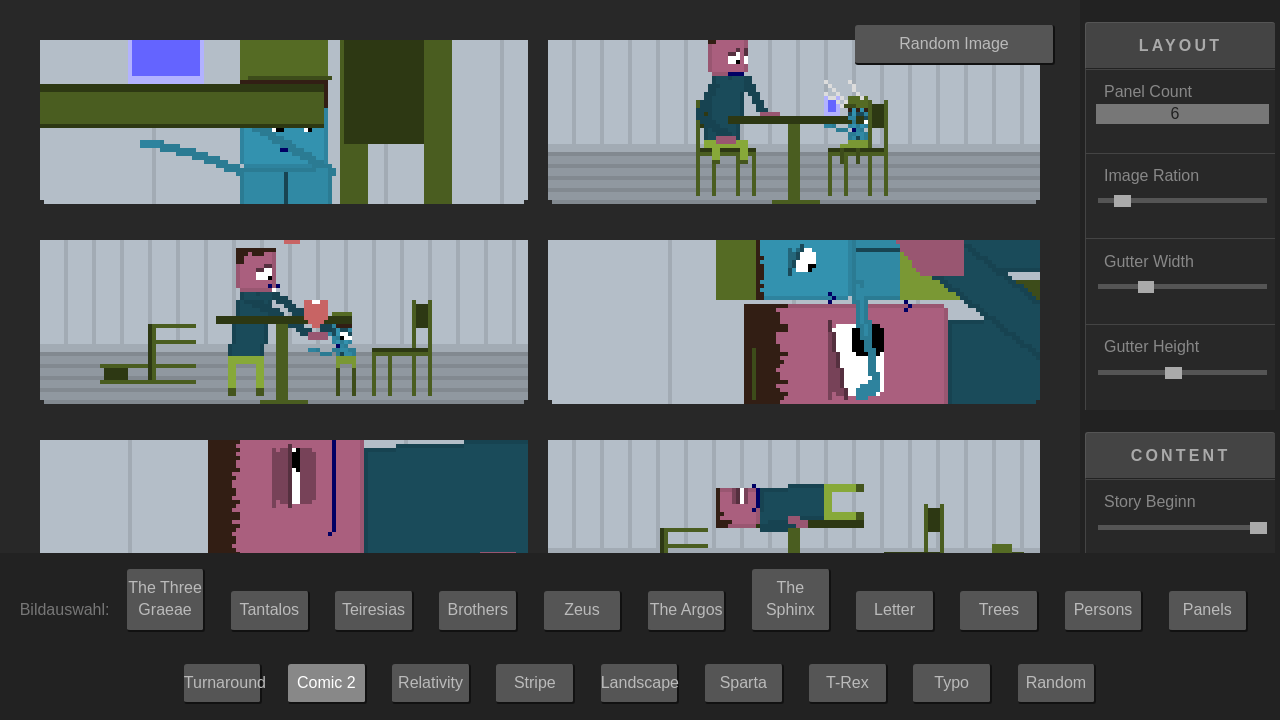 Random Image
LAYOUT
Panel Count
6
Image Ration
Gutter Width
Gutter Height
CONTENT
Story Beginn
Bildauswahl:
The Three
Graeae
Tantalos
Teiresias
Brothers
Zeus
The Argos
The
Sphinx
Letter
Trees
Persons
Panels
Turnaround
Comic 2
Relativity
Stripe
Landscape
Sparta
T-Rex
Typo
Random